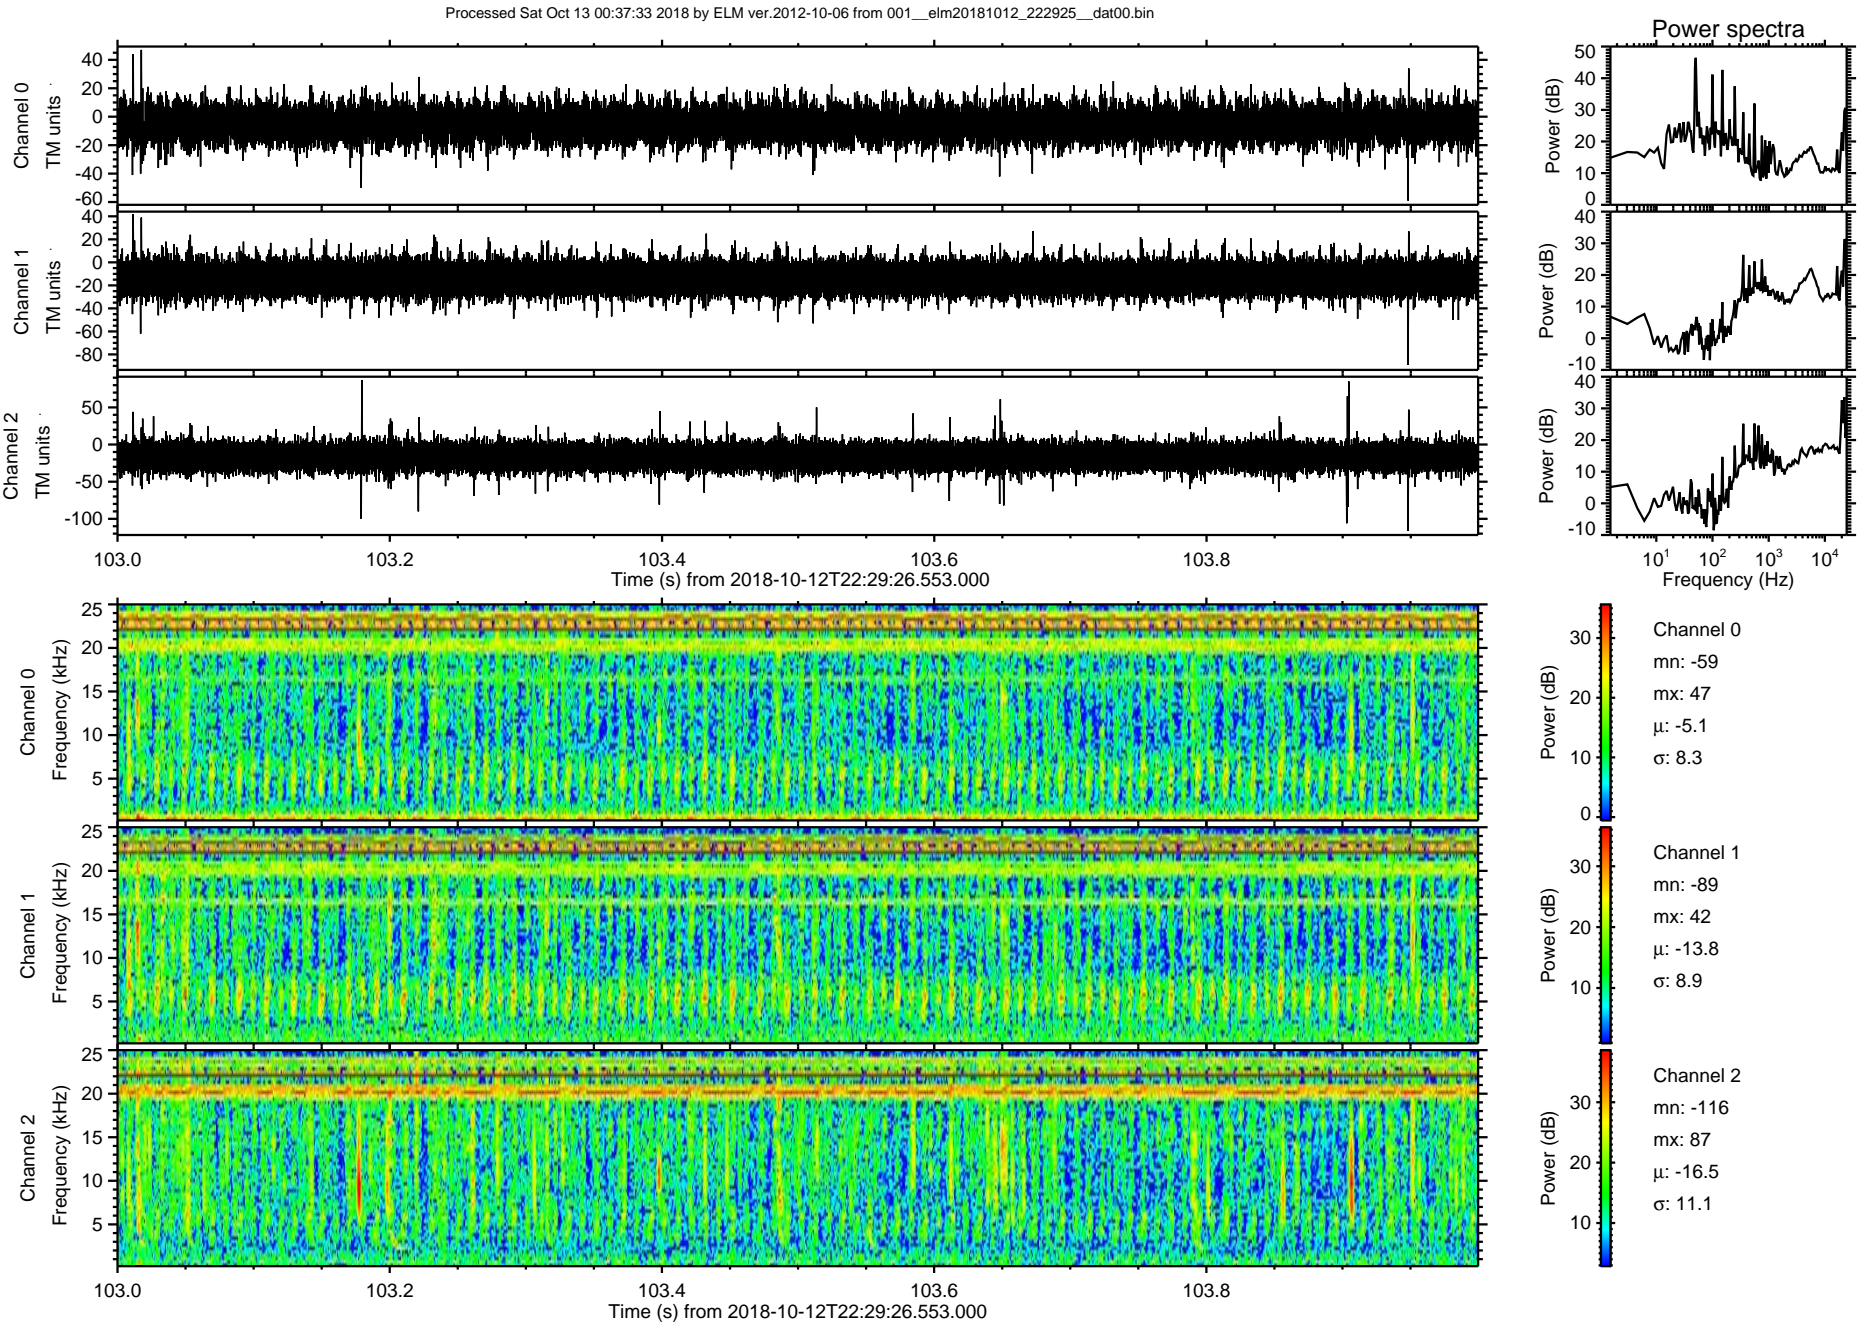 Processed Sat Oct 13 00:37:33 2018 by ELM ver.2012-10-06 from 001__elm20181012_222925__dat00.bin
Power spectra
Channel 0
TM units
40
20
0
-20
-40
-60
Power (dB)
50
40
30
20
10
0
Channel 1
TM units
40
20
0
-20
-40
-60
-80
Power (dB)
40
30
20
10
0
-10
Channel 2
TM units
50
0
-50
-100
Power (dB)
40
30
20
10
0
-10
103.0 103.2 103.4 103.6 103.8
Time (s) from 2018-10-12T22:29:26.553.000
10¹ 10² 10³ 10⁴
Frequency (Hz)
Channel 0
Frequency (kHz)
25
20
15
10
5
Power (dB)
30
20
10
0
Channel 0
mn: -59
mx: 47
μ: -5.1
σ: 8.3
Channel 1
Frequency (kHz)
25
20
15
10
5
Power (dB)
30
20
10
Channel 1
mn: -89
mx: 42
μ: -13.8
σ: 8.9
Channel 2
Frequency (kHz)
25
20
15
10
5
Power (dB)
30
20
10
Channel 2
mn: -116
mx: 87
μ: -16.5
σ: 11.1
103.0 103.2 103.4 103.6 103.8
Time (s) from 2018-10-12T22:29:26.553.000